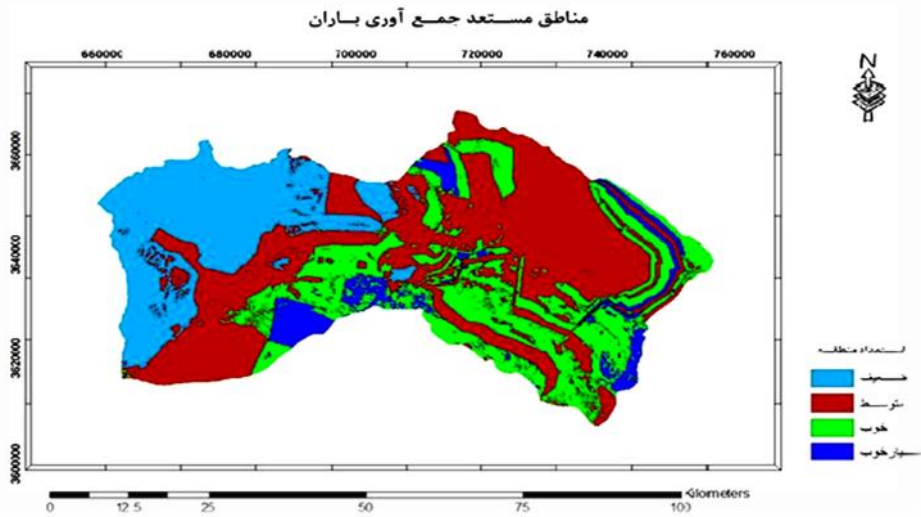 مناطق مستعد جمع آوری باران
660000 680000 700000 720000 740000 760000
N
3660000
3640000
3620000
3600000
استعداد منطقه
ضعیف
متوسط
خوب
بسیار خوب
Kilometers
0 12.5 25 50 75 100